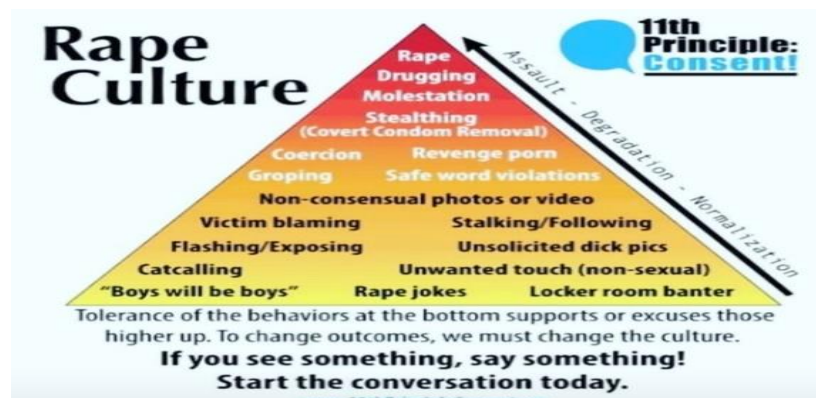 Rape
Culture
11th
Principle:
Consent!
Assault - Degradation - Normalization
Rape
Drugging
Molestation
Stealthing
(Covert Condom Removal)
Coercion Revenge porn
Groping Safe word violations
Non-consensual photos or video
Victim blaming Stalking/Following
Flashing/Exposing Unsolicited dick pics
Catcalling Unwanted touch (non-sexual)
"Boys will be boys" Rape jokes Locker room banter
Tolerance of the behaviors at the bottom supports or excuses those
higher up. To change outcomes, we must change the culture.
If you see something, say something!
Start the conversation today.